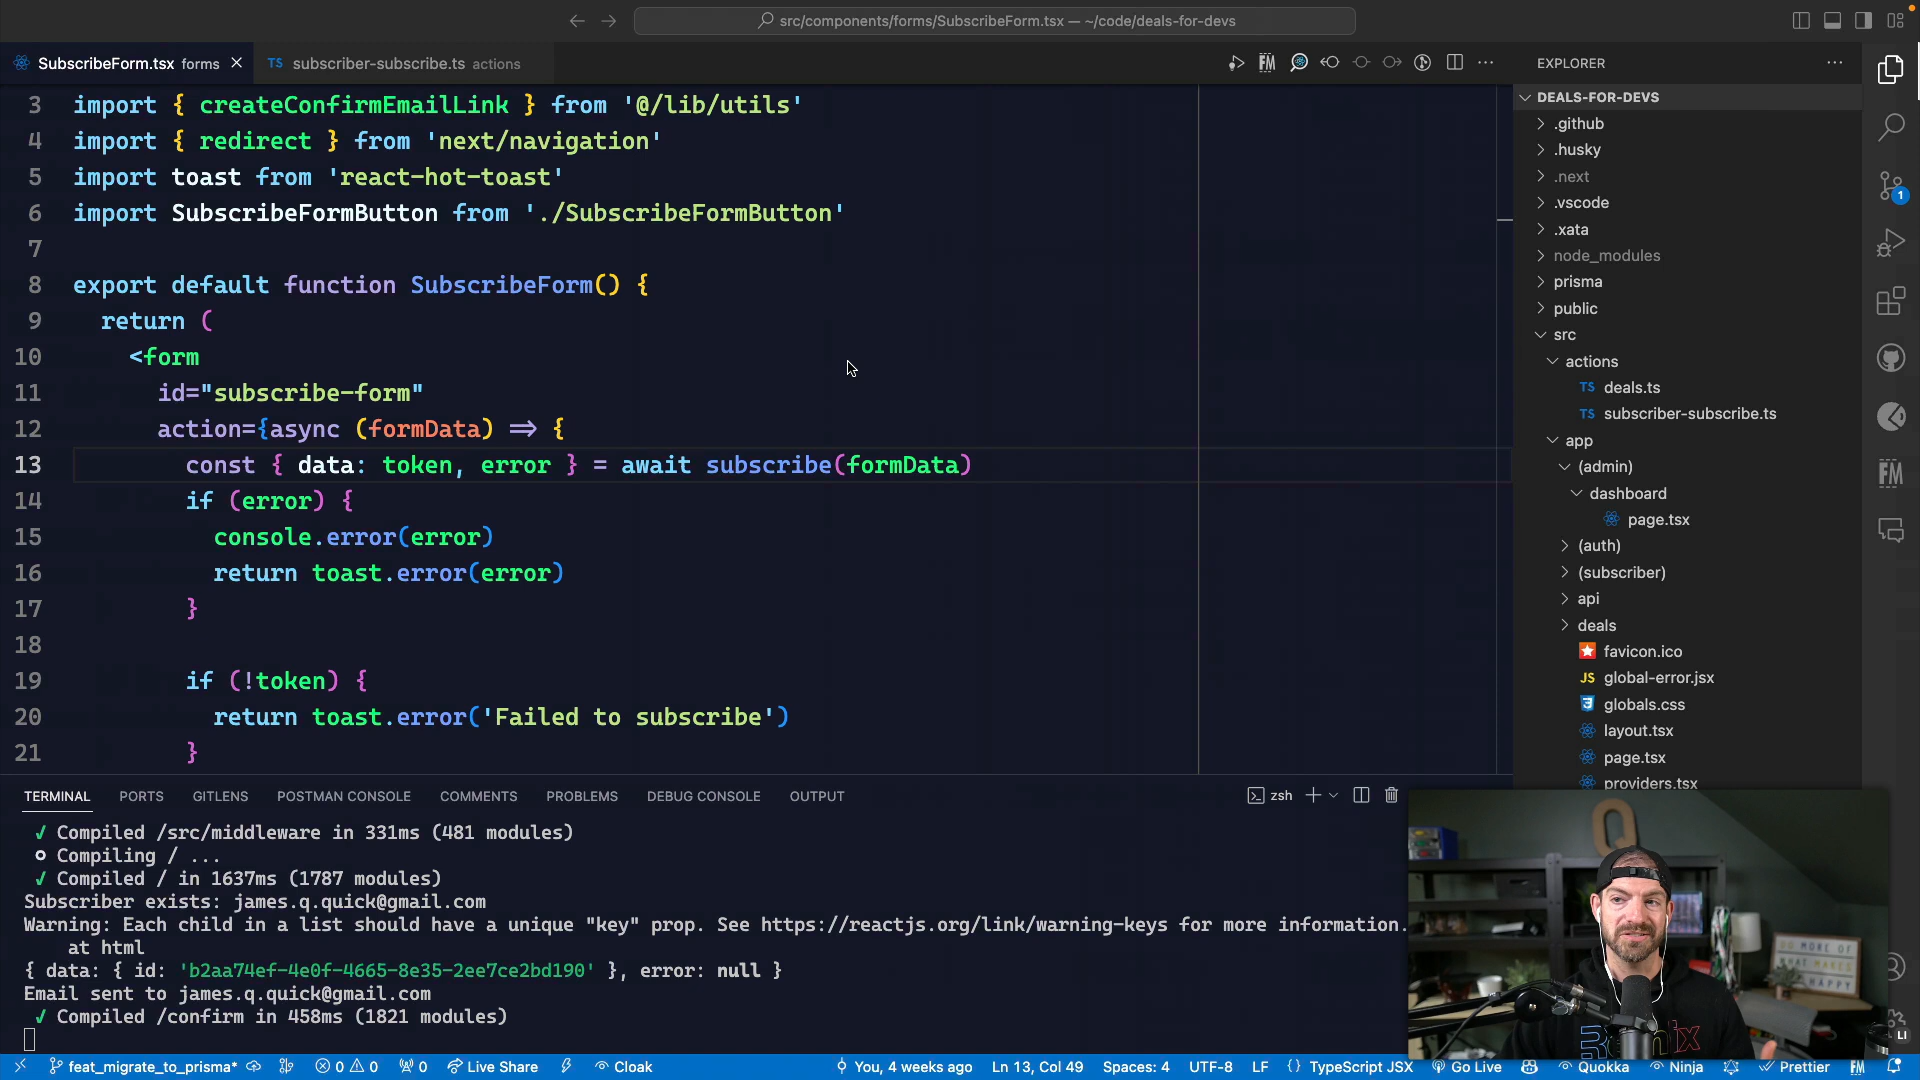 src/components/forms/SubscribeForm.tsx — ~/code/deals-for-devs
SubscribeForm.tsx forms
TS subscriber-subscribe.ts actions
FM
3 import { createConfirmEmailLink } from '@/lib/utils'
4 import { redirect } from 'next/navigation'
5 import toast from 'react-hot-toast'
6 import SubscribeFormButton from './SubscribeFormButton'
7
8 export default function SubscribeForm() {
9 return (
10 <form
11 id="subscribe-form"
12 action={async (formData) => {
13 const { data: token, error } = await subscribe(formData)
14 if (error) {
15 console.error(error)
16 return toast.error(error)
17 }
18
19 if (!token) {
20 return toast.error('Failed to subscribe')
21 }
EXPLORER
DEALS-FOR-DEVS
.github
.husky
.next
.vscode
.xata
node_modules
prisma
public
src
actions
TS deals.ts
TS subscriber-subscribe.ts
app
(admin)
dashboard
page.tsx
(auth)
(subscriber)
api
deals
favicon.ico
JS global-error.jsx
globals.css
layout.tsx
page.tsx
providers.tsx
1
FM
TERMINAL PORTS GITLENS POSTMAN CONSOLE COMMENTS PROBLEMS DEBUG CONSOLE OUTPUT
zsh
✓ Compiled /src/middleware in 331ms (481 modules)
○ Compiling / ...
✓ Compiled / in 1637ms (1787 modules)
Subscriber exists: james.q.quick@gmail.com
Warning: Each child in a list should have a unique "key" prop. See https://reactjs.org/link/warning-keys for more information.
at html
{ data: { id: 'b2aa74ef-4e0f-4665-8e35-2ee7ce2bd190' }, error: null }
Email sent to james.q.quick@gmail.com
✓ Compiled /confirm in 458ms (1821 modules)
DO MORE OF
WHAT MAKES
HAPPY
LI
feat_migrate_to_prisma* 0 0 0 Live Share Cloak
You, 4 weeks ago Ln 13, Col 49 Spaces: 4 UTF-8 LF {} TypeScript JSX Go Live Quokka Ninja Prettier FM